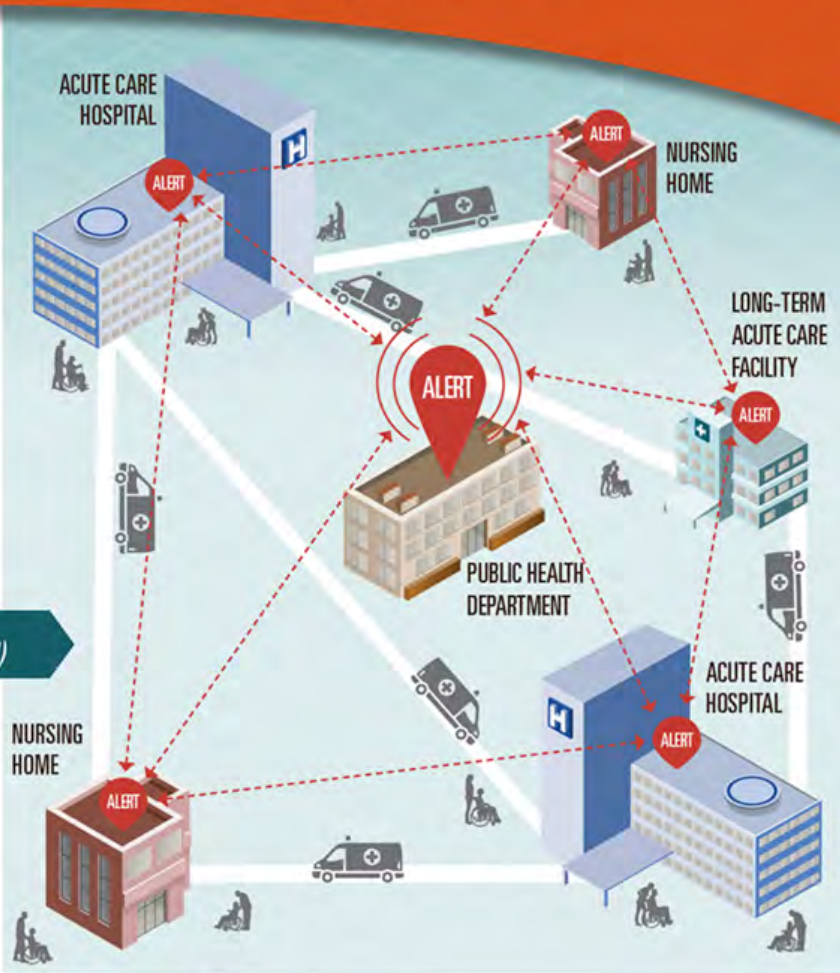 ACUTE CARE
HOSPITAL
H
ALERT
ALERT
NURSING
HOME
LONG-TERM
ACUTE CARE
FACILITY
ALERT
ALERT
PUBLIC HEALTH
DEPARTMENT
ACUTE CARE
HOSPITAL
H
ALERT
NURSING
HOME
ALERT